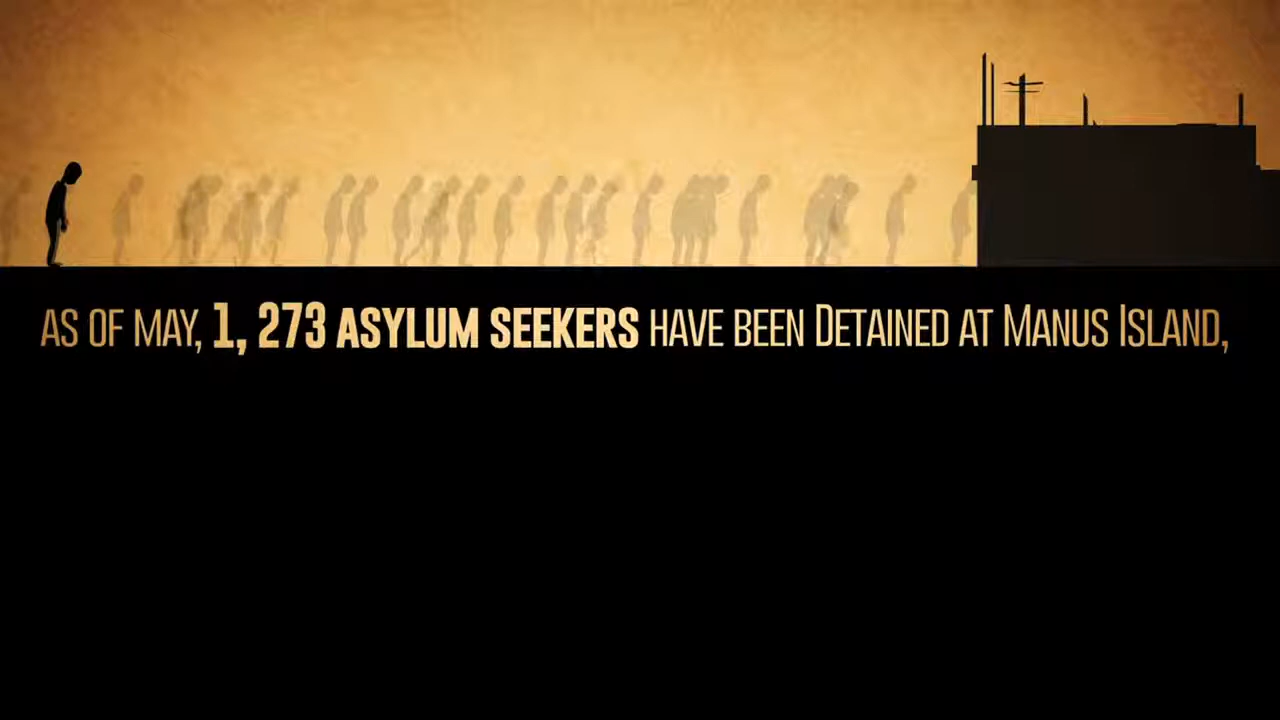 AS OF MAY, 1, 273 ASYLUM SEEKERS HAVE BEEN DETAINED AT MANUS ISLAND,